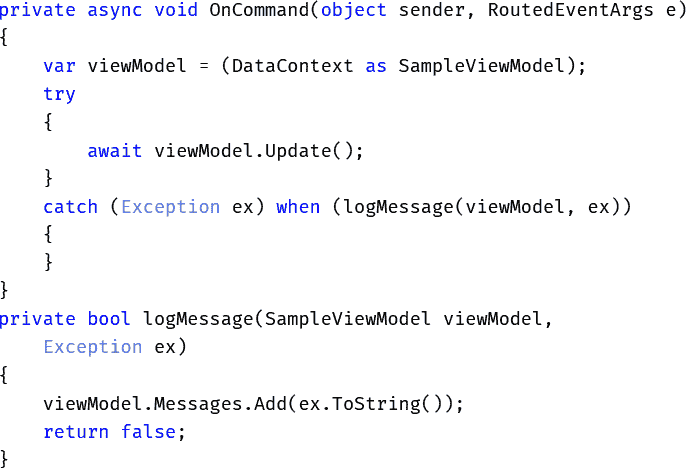 private async void OnCommand(object sender, RoutedEventArgs e)
{
    var viewModel = (DataContext as SampleViewModel);
    try
    {
        await viewModel.Update();
    }
    catch (Exception ex) when (logMessage(viewModel, ex))
    {
    }
}
private bool logMessage(SampleViewModel viewModel,
    Exception ex)
{
    viewModel.Messages.Add(ex.ToString());
    return false;
}